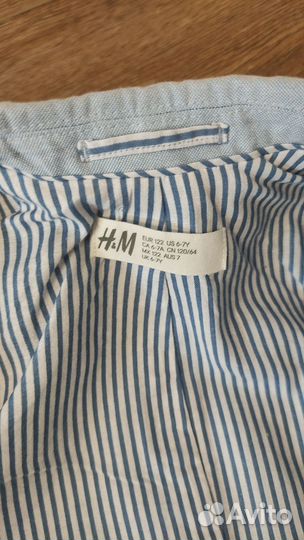 H&M
EUR 122 US 6-7Y
CA 6-7A CN 120/64
MX 122 AUS 7
UK 6-7Y
Avito